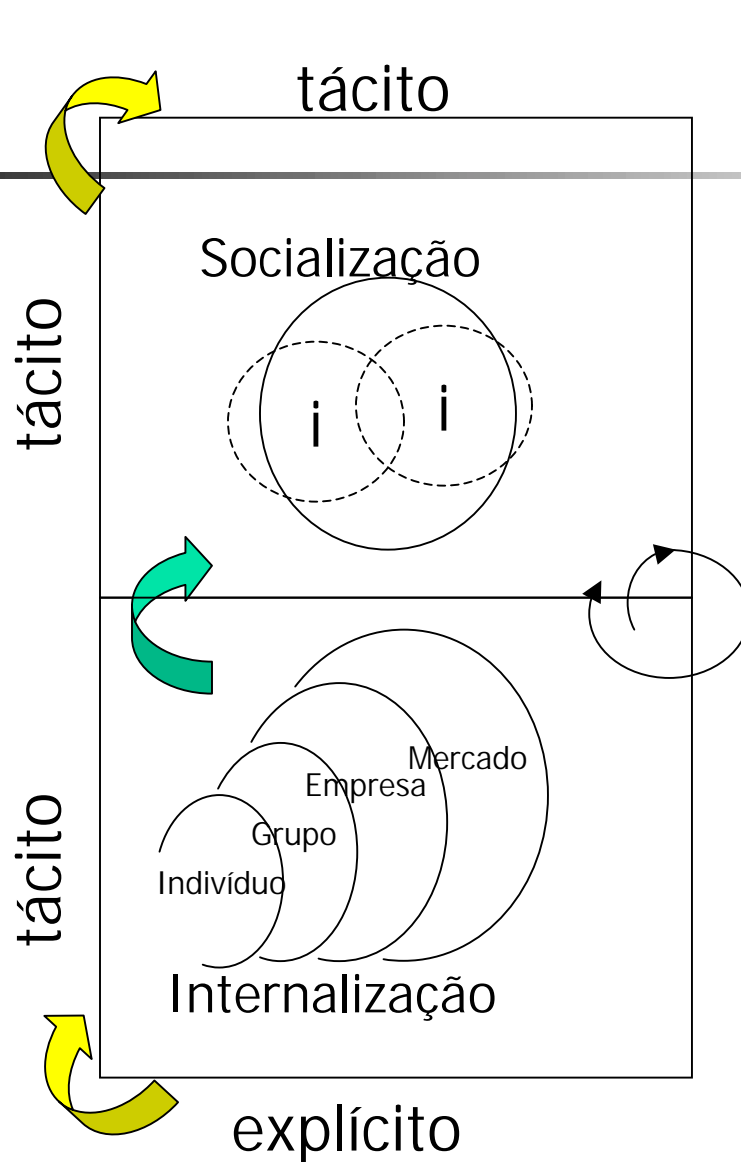 tácito
Socialização
tácito
i
i
Mercado
Empresa
Grupo
Indivíduo
tácito
Internalização
explícito